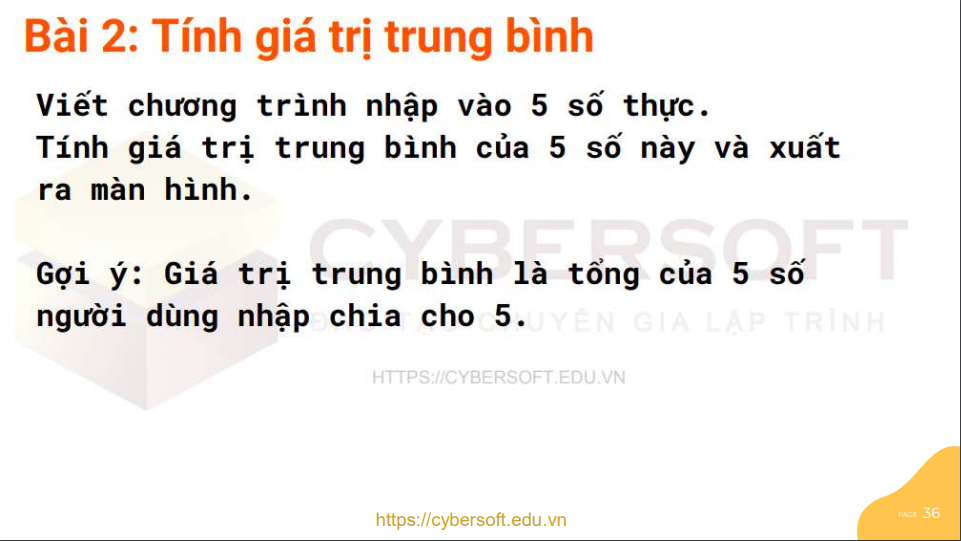 Bài 2: Tính giá trị trung bình
Viết chương trình nhập vào 5 số thực.
Tính giá trị trung bình của 5 số này và xuất
ra màn hình.
CYBERSOFT
Gợi ý: Giá trị trung bình là tổng của 5 số
người dùng nhập chia cho 5.
ĐÀO TẠO CHUYÊN GIA LẬP TRÌNH
HTTPS://CYBERSOFT.EDU.VN
PAGE 36
https://cybersoft.edu.vn